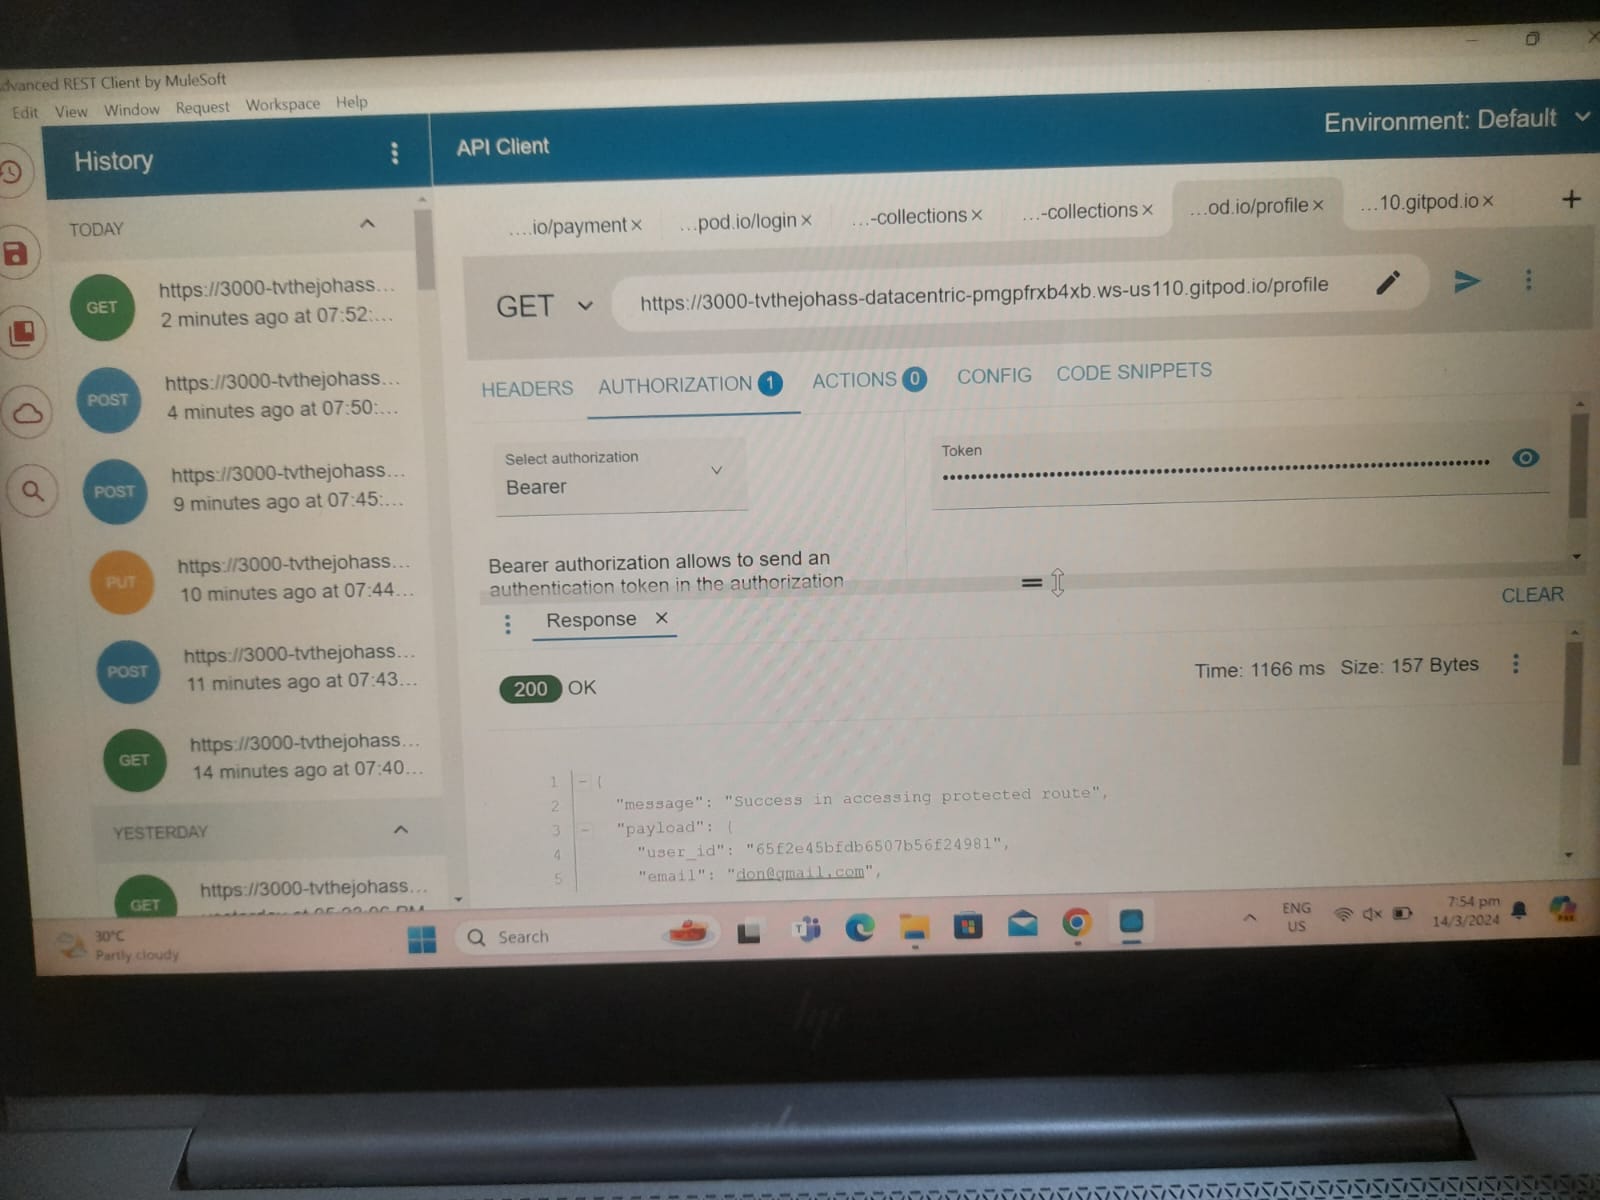 dvanced REST Client by MuleSoft
Edit View Window Request Workspace Help
History
API Client
Environment: Default
TODAY
....io/payment × ...pod.io/login × ...-collections × ...-collections × ...od.io/profile × ...10.gitpod.io × +
GET https://3000-tvthejohass...
2 minutes ago at 07:52:...
POST https://3000-tvthejohass...
4 minutes ago at 07:50:...
POST https://3000-tvthejohass...
9 minutes ago at 07:45:...
PUT https://3000-tvthejohass...
10 minutes ago at 07:44...
POST https://3000-tvthejohass...
11 minutes ago at 07:43...
GET https://3000-tvthejohass...
14 minutes ago at 07:40...
YESTERDAY
GET https://3000-tvthejohass...
GET https://3000-tvthejohass-datacentric-pmgpfrxb4xb.ws-us110.gitpod.io/profile
HEADERS AUTHORIZATION 1 ACTIONS 0 CONFIG CODE SNIPPETS
Select authorization
Bearer
Token
Bearer authorization allows to send an
authentication token in the authorization
CLEAR
Response ×
200 OK
Time: 1166 ms Size: 157 Bytes
1 {
2 "message": "Success in accessing protected route",
3 "payload": {
4 "user_id": "65f2e45bfdb6507b56f24981",
5 "email": "don@gmail.com",
30°C
Partly cloudy
Search
ENG
US
7:54 pm
14/3/2024
hp